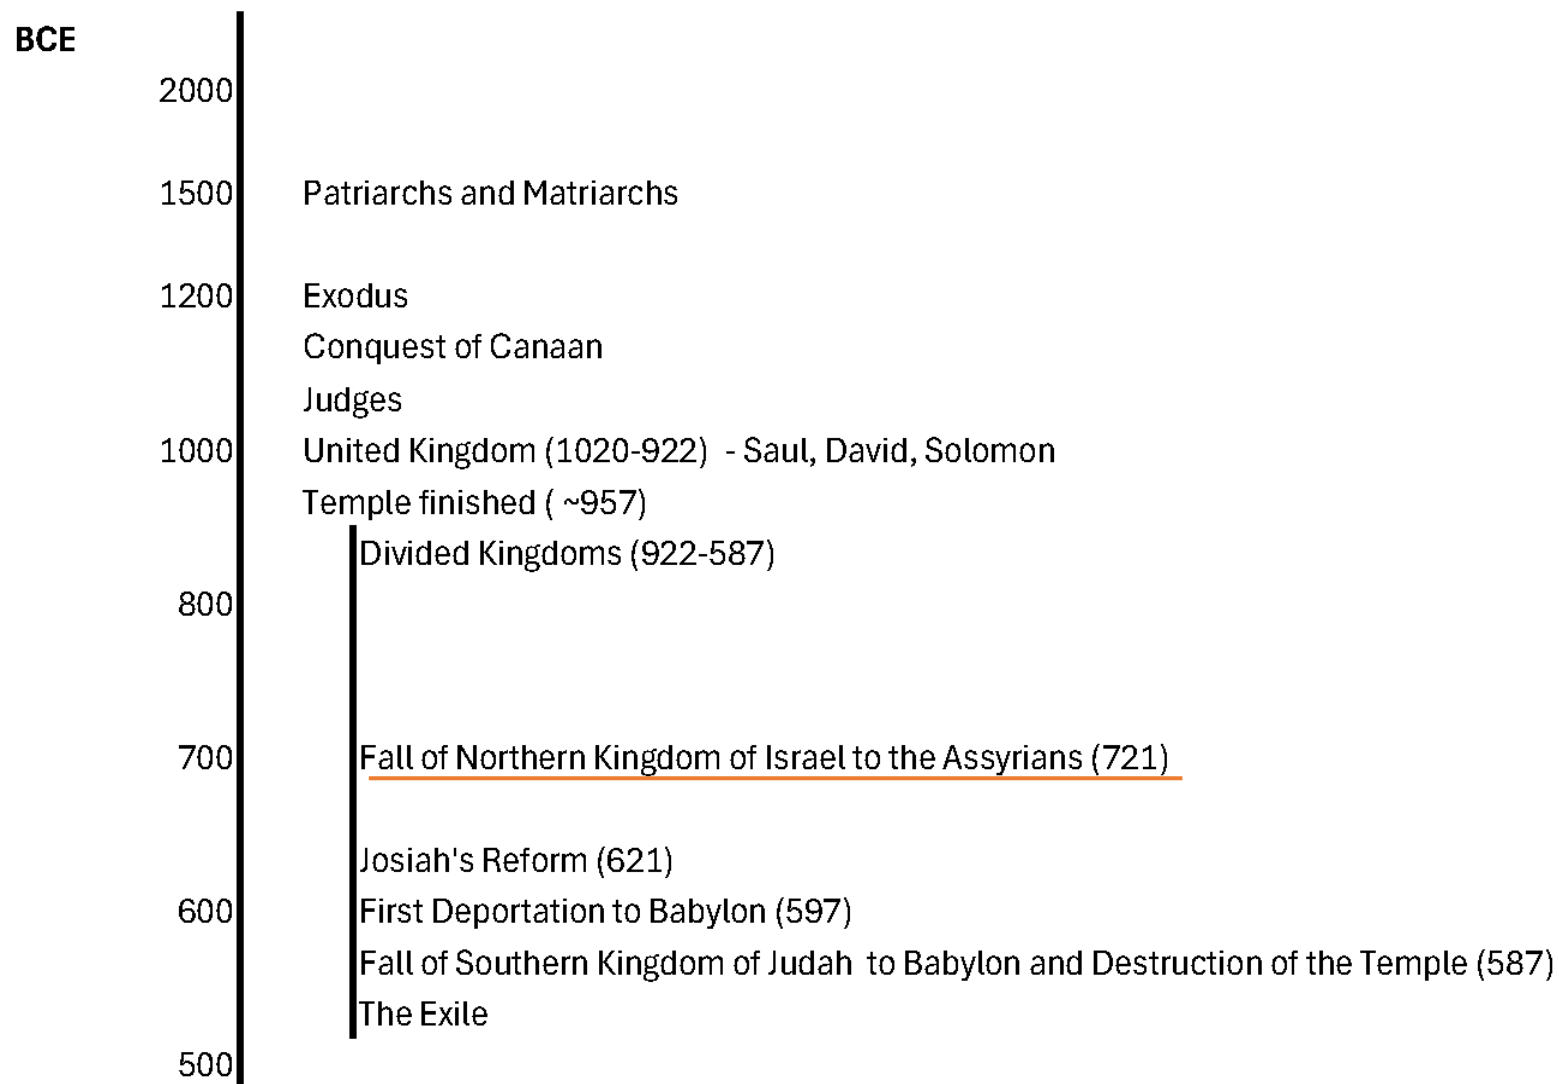 BCE
2000
1500 Patriarchs and Matriarchs
1200 Exodus
Conquest of Canaan
Judges
1000 United Kingdom (1020-922)  - Saul, David, Solomon
Temple finished ( ~957)
Divided Kingdoms (922-587)
800
700 Fall of Northern Kingdom of Israel to the Assyrians (721)
Josiah's Reform (621)
600 First Deportation to Babylon (597)
Fall of Southern Kingdom of Judah  to Babylon and Destruction of the Temple (587)
The Exile
500